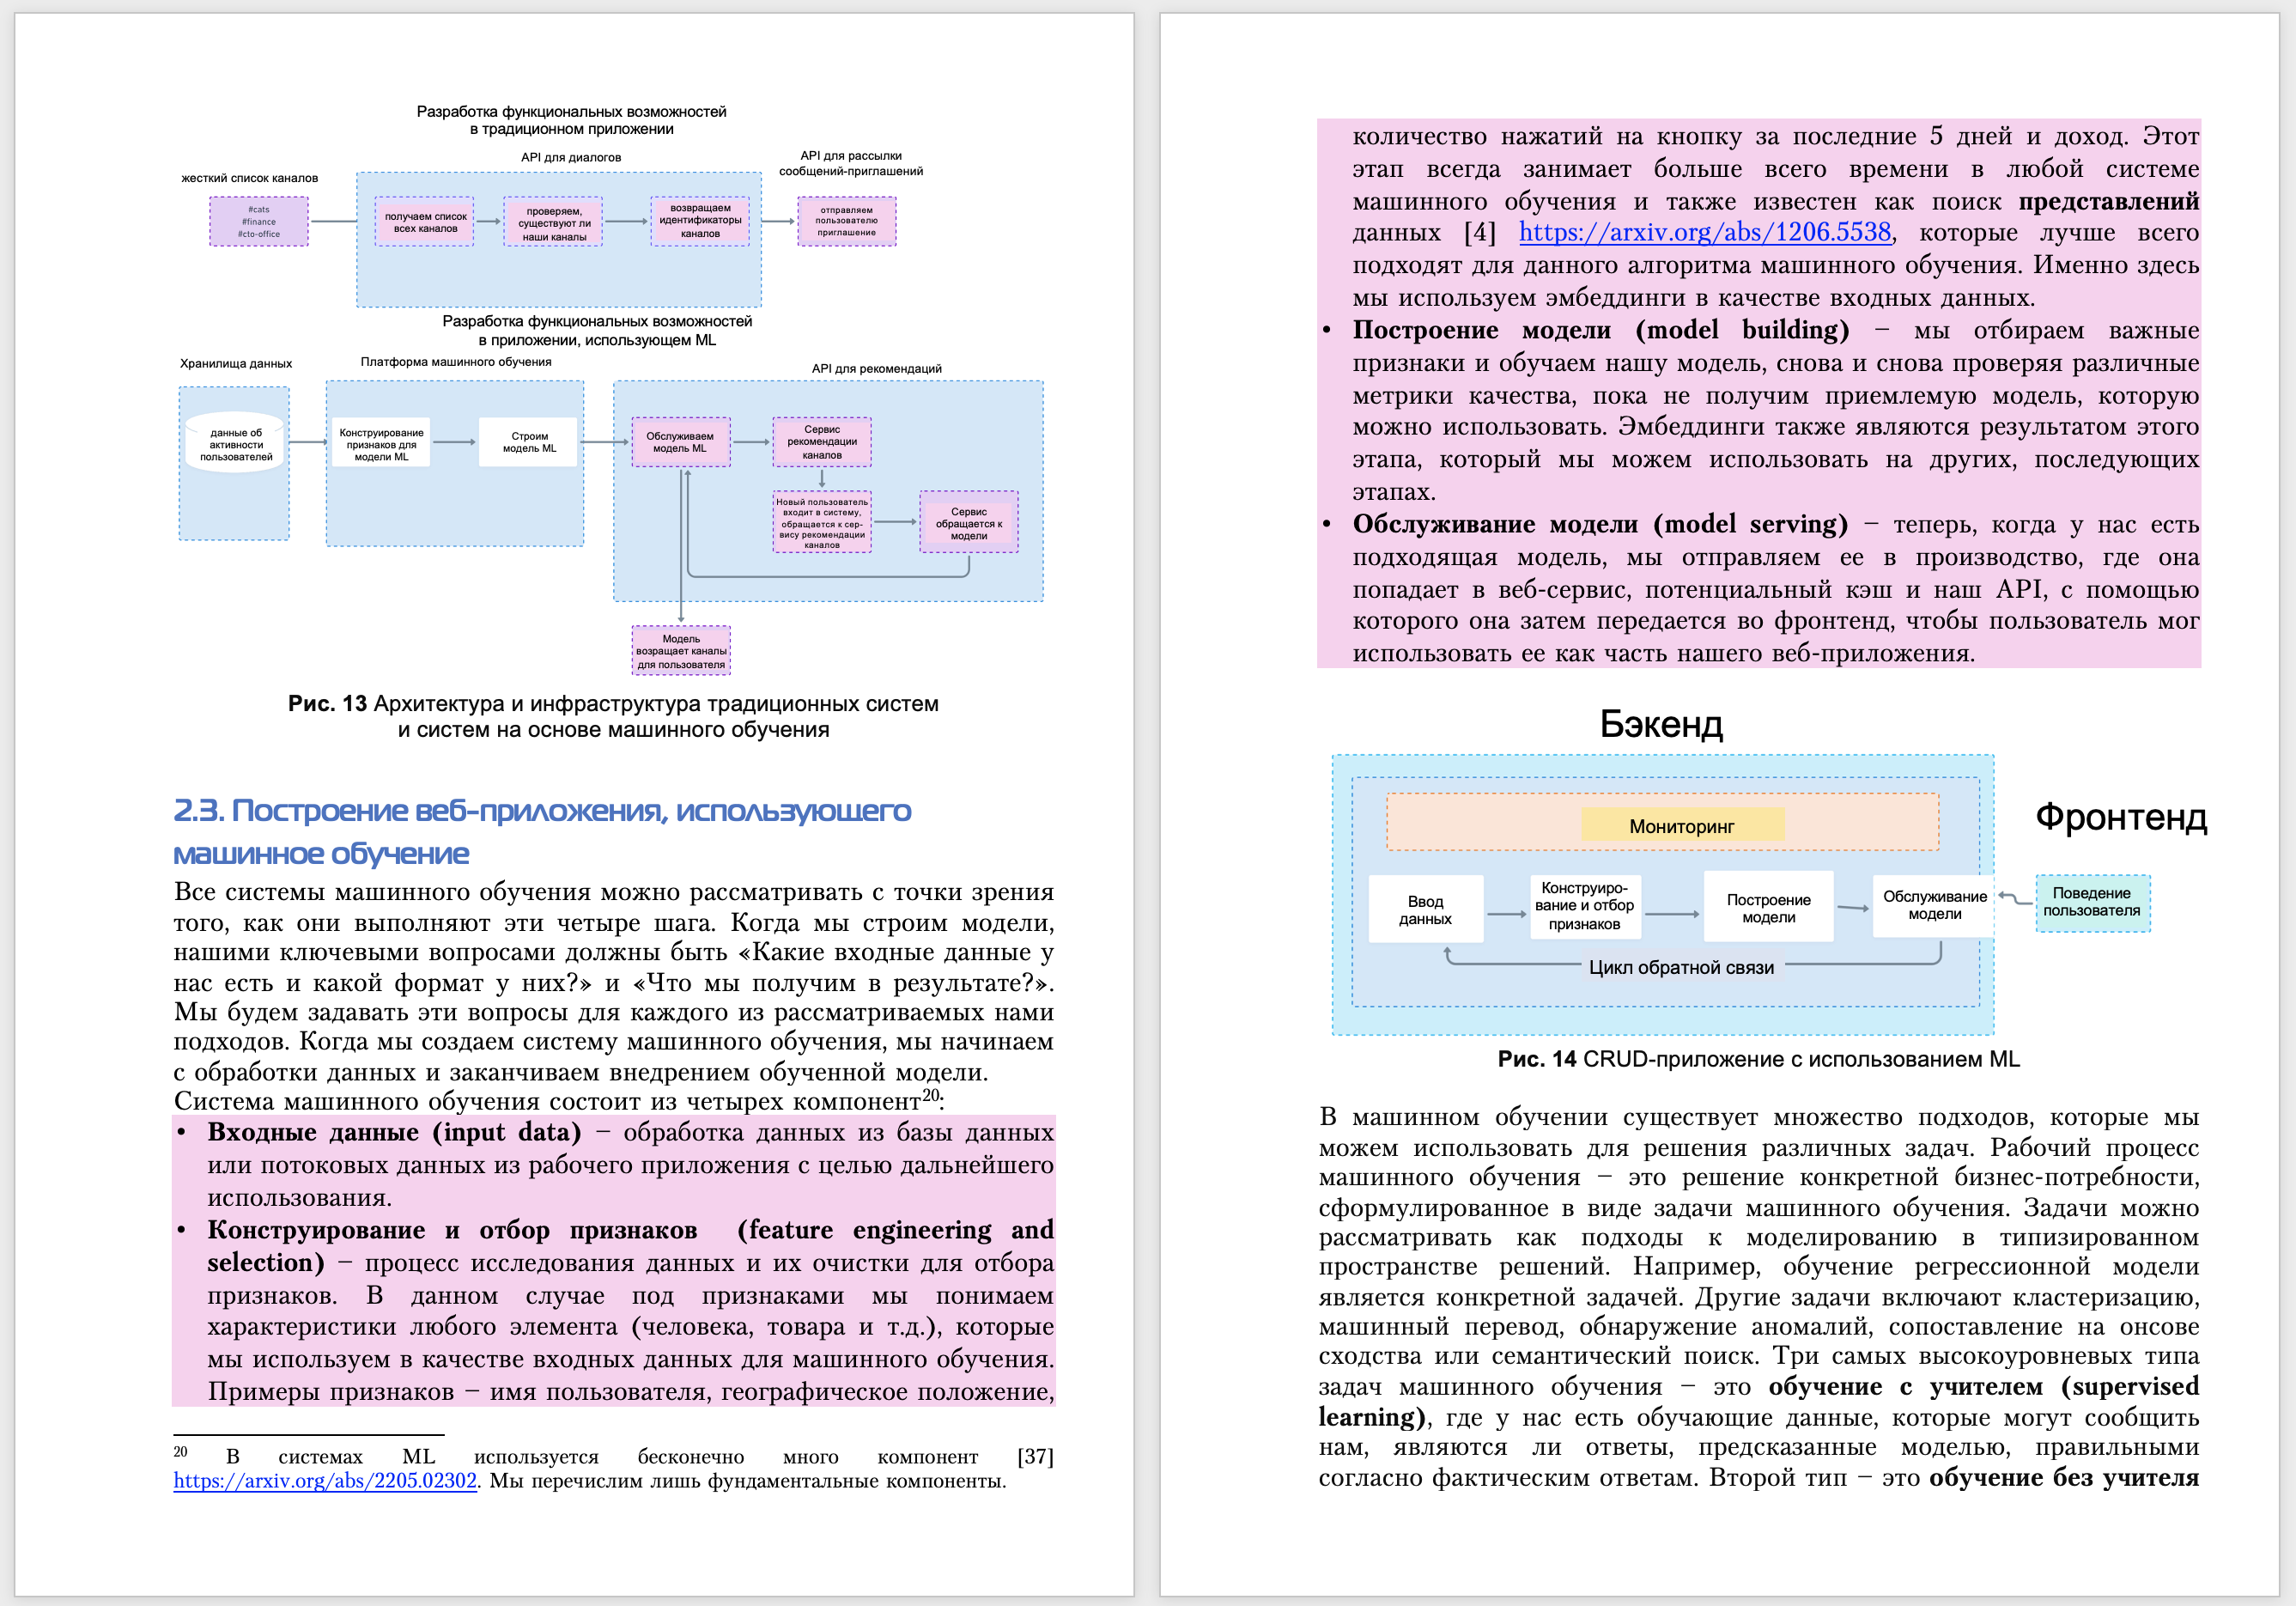 Разработка функциональных возможностей
в традиционном приложении
API для диалогов
API для рассылки
сообщений-приглашений
жесткий список каналов
#cats
#finance
#cto-office
получаем список
всех каналов
проверяем,
существуют ли
наши каналы
возвращаем
идентификаторы
каналов
отправляем
пользователю
приглашение
Разработка функциональных возможностей
в приложении, использующем ML
Хранилища данных
Платформа машинного обучения
API для рекомендаций
данные об
активности
пользователей
Конструирование
признаков для
модели ML
Строим
модель ML
Обслуживаем
модель ML
Сервис
рекомендации
каналов
Новый пользователь
входит в систему,
обращается к сер-
вису рекомендации
каналов
Сервис
обращается к
модели
Модель
возращает каналы
для пользователя
Рис. 13 Архитектура и инфраструктура традиционных систем
и систем на основе машинного обучения
2.3. Построение веб-приложения, использующего
машинное обучение
Все системы машинного обучения можно рассматривать с точки зрения
того, как они выполняют эти четыре шага. Когда мы строим модели,
нашими ключевыми вопросами должны быть «Какие входные данные у
нас есть и какой формат у них?» и «Что мы получим в результате?».
Мы будем задавать эти вопросы для каждого из рассматриваемых нами
подходов. Когда мы создаем систему машинного обучения, мы начинаем
с обработки данных и заканчиваем внедрением обученной модели.
Система машинного обучения состоит из четырех компонент20:
• Входные данные (input data) – обработка данных из базы данных
или потоковых данных из рабочего приложения с целью дальнейшего
использования.
• Конструирование и отбор признаков (feature engineering and
selection) – процесс исследования данных и их очистки для отбора
признаков. В данном случае под признаками мы понимаем
характеристики любого элемента (человека, товара и т.д.), которые
мы используем в качестве входных данных для машинного обучения.
Примеры признаков – имя пользователя, географическое положение,
20 В системах ML используется бесконечно много компонент [37]
https://arxiv.org/abs/2205.02302. Мы перечислим лишь фундаментальные компоненты.
количество нажатий на кнопку за последние 5 дней и доход. Этот
этап всегда занимает больше всего времени в любой системе
машинного обучения и также известен как поиск представлений
данных [4] https://arxiv.org/abs/1206.5538, которые лучше всего
подходят для данного алгоритма машинного обучения. Именно здесь
мы используем эмбеддинги в качестве входных данных.
• Построение модели (model building) – мы отбираем важные
признаки и обучаем нашу модель, снова и снова проверяя различные
метрики качества, пока не получим приемлемую модель, которую
можно использовать. Эмбеддинги также являются результатом этого
этапа, который мы можем использовать на других, последующих
этапах.
• Обслуживание модели (model serving) – теперь, когда у нас есть
подходящая модель, мы отправляем ее в производство, где она
попадает в веб-сервис, потенциальный кэш и наш API, с помощью
которого она затем передается во фронтенд, чтобы пользователь мог
использовать ее как часть нашего веб-приложения.
Бэкенд
Фронтенд
Мониторинг
Ввод
данных
Конструиро-
вание и отбор
признаков
Построение
модели
Обслуживание
модели
Поведение
пользователя
Цикл обратной связи
Рис. 14 CRUD-приложение с использованием ML
В машинном обучении существует множество подходов, которые мы
можем использовать для решения различных задач. Рабочий процесс
машинного обучения – это решение конкретной бизнес-потребности,
сформулированное в виде задачи машинного обучения. Задачи можно
рассматривать как подходы к моделированию в типизированном
пространстве решений. Например, обучение регрессионной модели
является конкретной задачей. Другие задачи включают кластеризацию,
машинный перевод, обнаружение аномалий, сопоставление на онсове
сходства или семантический поиск. Три самых высокоуровневых типа
задач машинного обучения – это обучение с учителем (supervised
learning), где у нас есть обучающие данные, которые могут сообщить
нам, являются ли ответы, предсказанные моделью, правильными
согласно фактическим ответам. Второй тип – это обучение без учителя